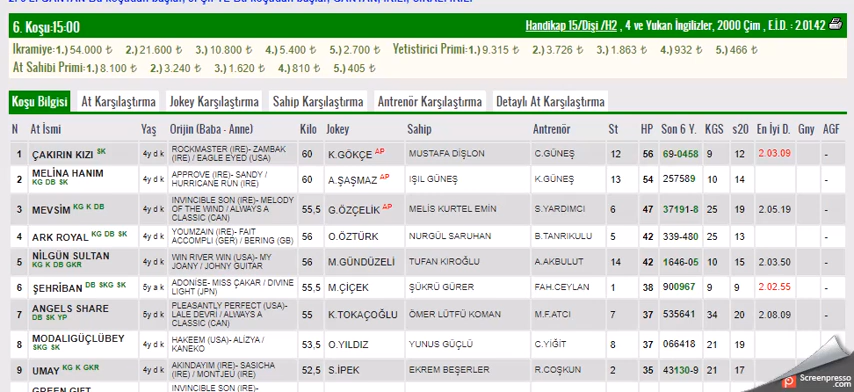 6. Koşu:15:00
Handikap 15/Dişi /H2 , 4 ve Yukarı İngilizler, 2000 Çim , E.İ.D. : 2.01.42
İkramiye:1.) 54.000 ₺ 2.) 21.600 ₺ 3.) 10.800 ₺ 4.) 5.400 ₺ 5.) 2.700 ₺ Yetiştirici Primi:1.) 9.315 ₺ 2.) 3.726 ₺ 3.) 1.863 ₺ 4.) 932 ₺ 5.) 466 ₺
At Sahibi Primi:1.) 8.100 ₺ 2.) 3.240 ₺ 3.) 1.620 ₺ 4.) 810 ₺ 5.) 405 ₺
Koşu Bilgisi At Karşılaştırma Jokey Karşılaştırma Sahip Karşılaştırma Antrenör Karşılaştırma Detaylı At Karşılaştırma
N At İsmi Yaş Orijin (Baba - Anne) Kilo Jokey Sahip Antrenör St HP Son 6 Y. KGS s20 En İyi D. Gny AGF
1 ÇAKIRIN KIZI SK 4y d k ROCKMASTER (IRE)- ZAMBAK (IRE) / EAGLE EYED (USA) 60 K.GÖKÇE AP MUSTAFA DİŞLON C.GÜNEŞ 12 56 69-0458 9 12 2.03.09 -
2 MELİNA HANIM KG DB SK 4y d k APPROVE (IRE)- SANDY / HURRICANE RUN (IRE) 60 A.ŞAŞMAZ AP IŞIL GÜNEŞ K.GÜNEŞ 13 54 257589 10 14 -
3 MEVSİM KG K DB 4y d k INVINCIBLE SON (IRE)- MELODY OF THE WIND / ALWAYS A CLASSIC (CAN) 55,5 G.ÖZÇELİK AP MELİS KURTEL EMİN S.YARDIMCI 6 47 37191-8 25 19 2.05.19 -
4 ARK ROYAL KG DB SK 4y d k YOUMZAIN (IRE)- FAIT ACCOMPLI (GER) / BERING (GB) 56 O.ÖZTÜRK NURGÜL SARUHAN B.TANRIKULU 5 42 339-480 25 13 -
5 NİLGÜN SULTAN KG K DB GKR 4y d k WIN RIVER WIN (USA)- MY JOANY / JOHNY GUITAR 56 M.GÜNDÜZELİ TUFAN KIROĞLU A.AKBULUT 14 42 1646-05 10 15 2.03.50 -
6 ŞEHRİBAN DB SKG SK 5y a k ADONİSE- MISS ÇAKAR / DIVINE LIGHT (JPN) 55,5 M.ÇİÇEK ŞÜKRÜ GÜRER FAH.CEYLAN 1 38 900967 9 9 2.02.55 -
7 ANGELS SHARE DB SK YP 5y d k PLEASANTLY PERFECT (USA)- LALE DEVRİ / ALWAYS A CLASSIC (CAN) 55 K.TOKAÇOĞLU ÖMER LÜTFÜ KOMAN M.F.ATCI 7 37 535641 34 20 2.08.09 -
8 MODALIGÜÇLÜBEY SKG SK 4y d k HAKEEM (USA)- ALİZYA / KANEKO 53,5 O.YILDIZ YUNUS GÜÇLÜ C.YİĞİT 8 37 066418 21 19
9 UMAY KG K GKR 4y d k AKINDAYIM (IRE)- SASICHA (IRE) / MONTJEU (IRE) 52,5 S.İPEK EKREM BEŞERLER R.COŞKUN 2 35 43130-9 21 17
INVINCIBLE SON (IRE)-
Screenpresso
.com